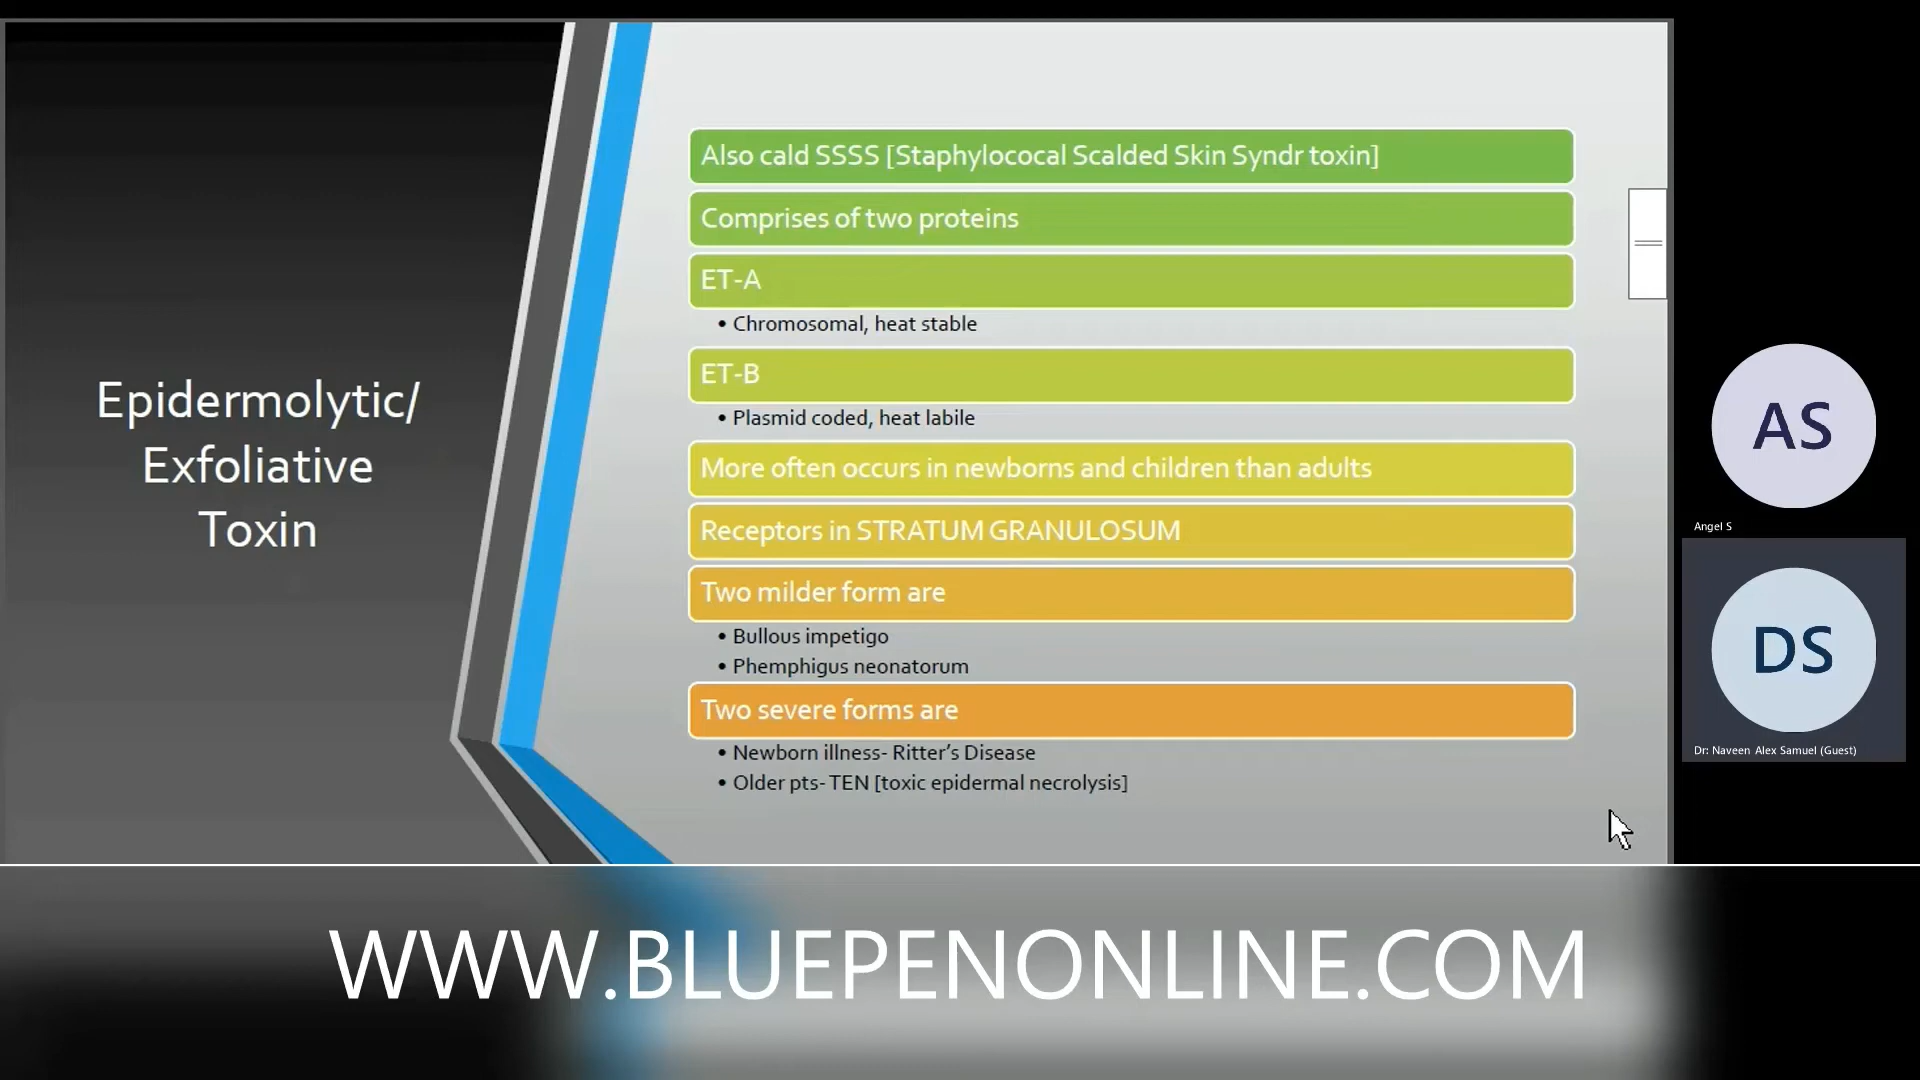 Epidermolytic/
Exfoliative
Toxin
Also cald SSSS [Staphylococal Scalded Skin Syndr toxin]
Comprises of two proteins
ET-A
• Chromosomal, heat stable
ET-B
• Plasmid coded, heat labile
More often occurs in newborns and children than adults
Receptors in STRATUM GRANULOSUM
Two milder form are
• Bullous impetigo
• Phemphigus neonatorum
Two severe forms are
• Newborn illness- Ritter's Disease
• Older pts- TEN [toxic epidermal necrolysis]
AS
Angel S
DS
Dr: Naveen Alex Samuel (Guest)
WWW.BLUEPENONLINE.COM